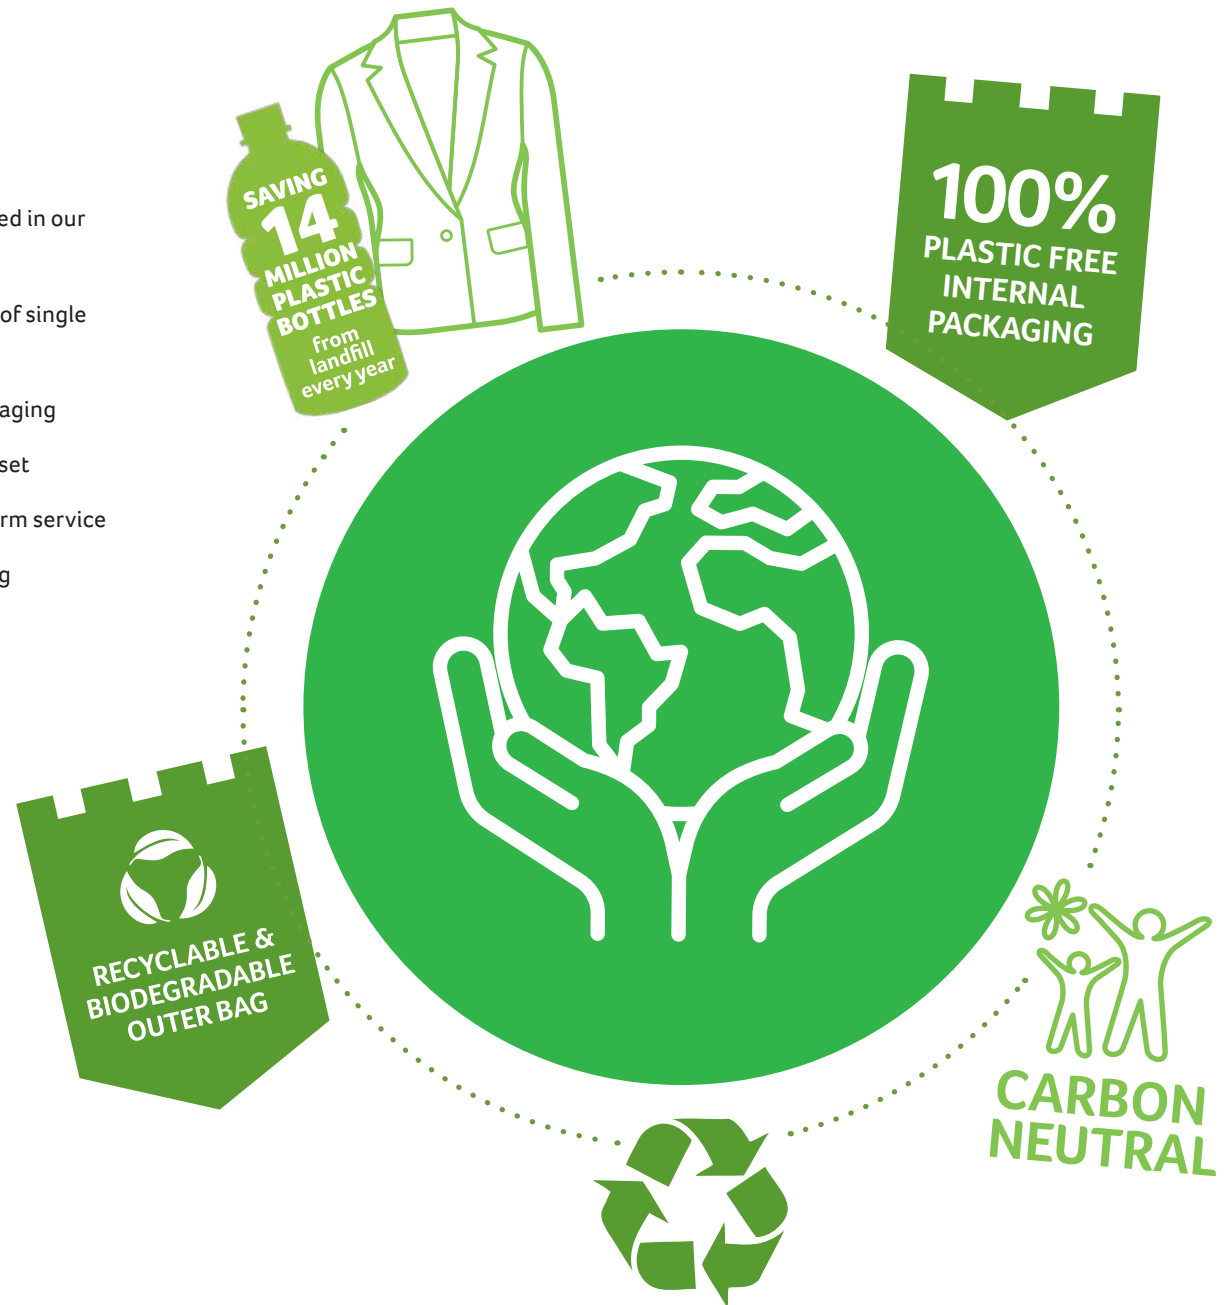 ed in our
of single
aging
set
rm service
g
SAVING
14
MILLION
PLASTIC
BOTTLES
from
landfill
every year
100%
PLASTIC FREE
INTERNAL
PACKAGING
RECYCLABLE &
BIODEGRADABLE
OUTER BAG
CARBON
NEUTRAL